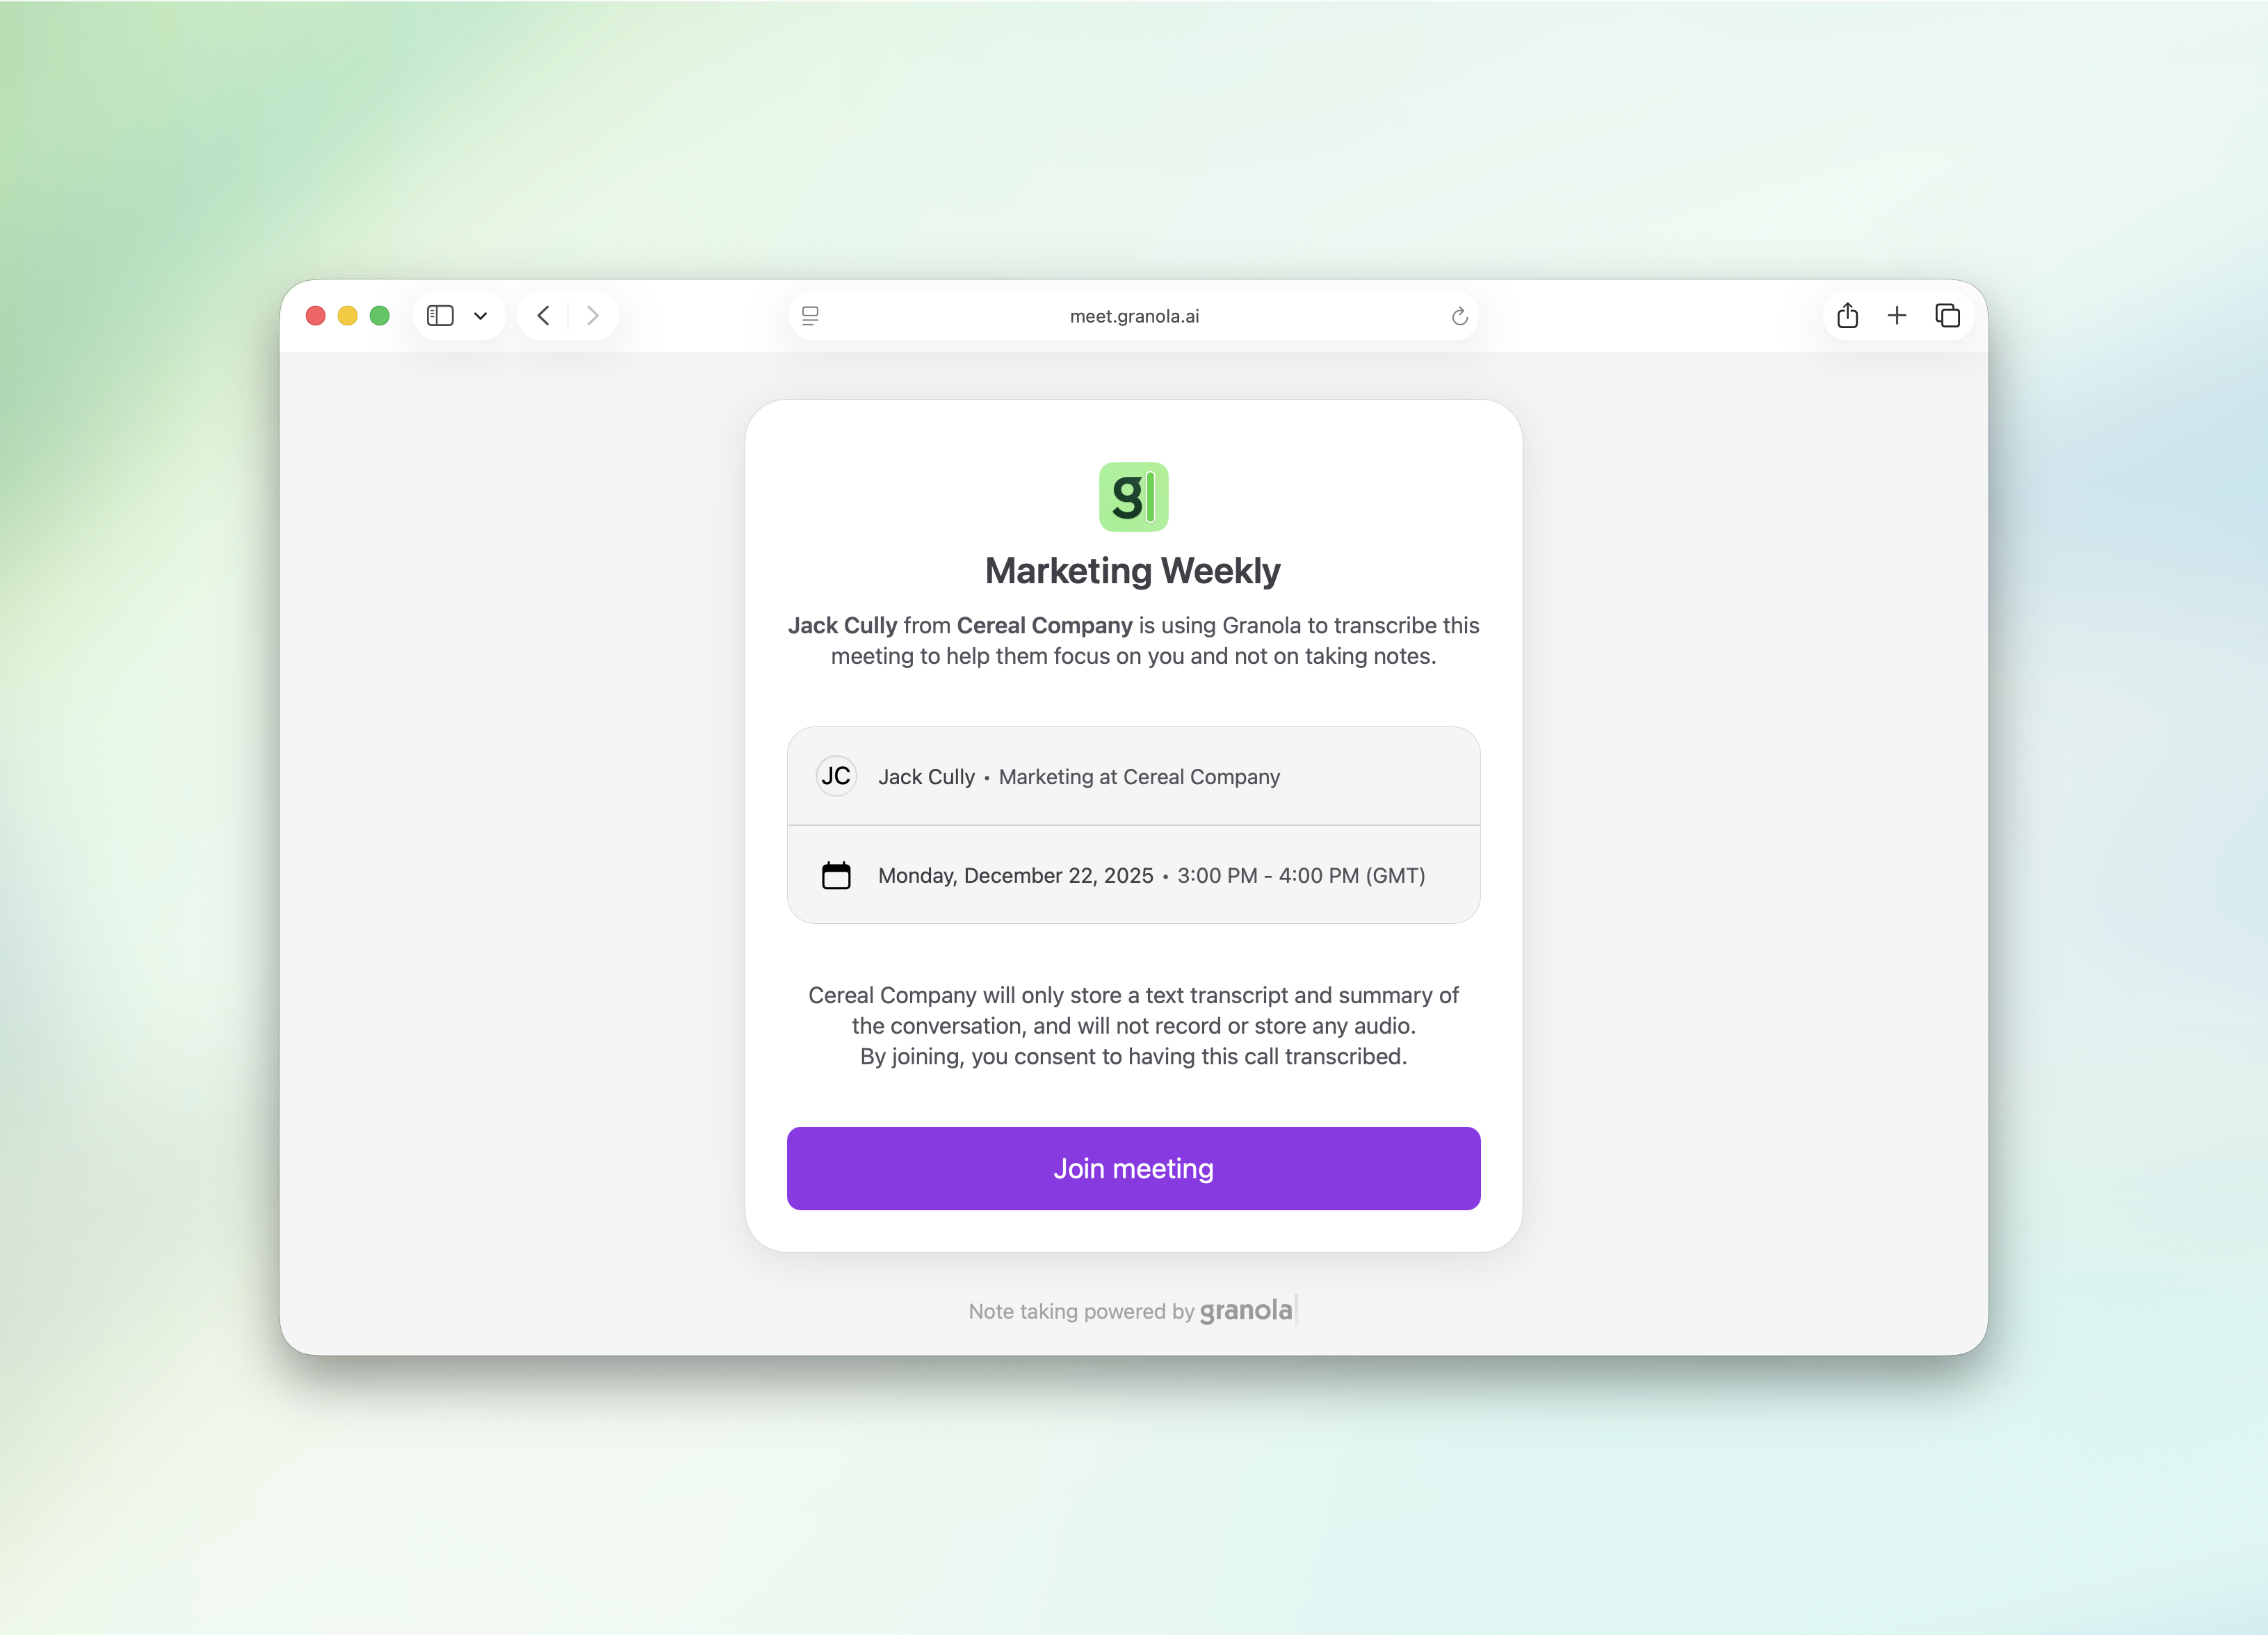 meet.granola.ai
g
Marketing Weekly
Jack Cully from Cereal Company is using Granola to transcribe this
meeting to help them focus on you and not on taking notes.
JC Jack Cully • Marketing at Cereal Company
Monday, December 22, 2025 • 3:00 PM - 4:00 PM (GMT)
Cereal Company will only store a text transcript and summary of
the conversation, and will not record or store any audio.
By joining, you consent to having this call transcribed.
Join meeting
Note taking powered by granola